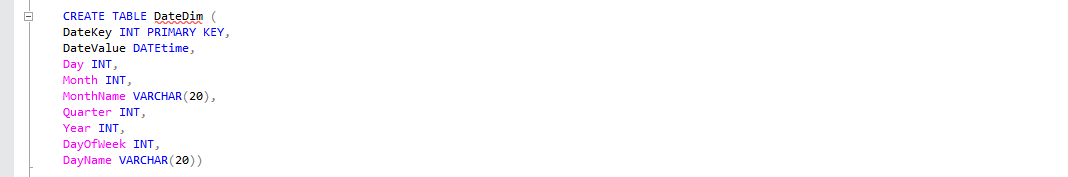 CREATE TABLE DateDim (
DateKey INT PRIMARY KEY,
DateValue DATEtime,
Day INT,
Month INT,
MonthName VARCHAR(20),
Quarter INT,
Year INT,
DayOfWeek INT,
DayName VARCHAR(20))